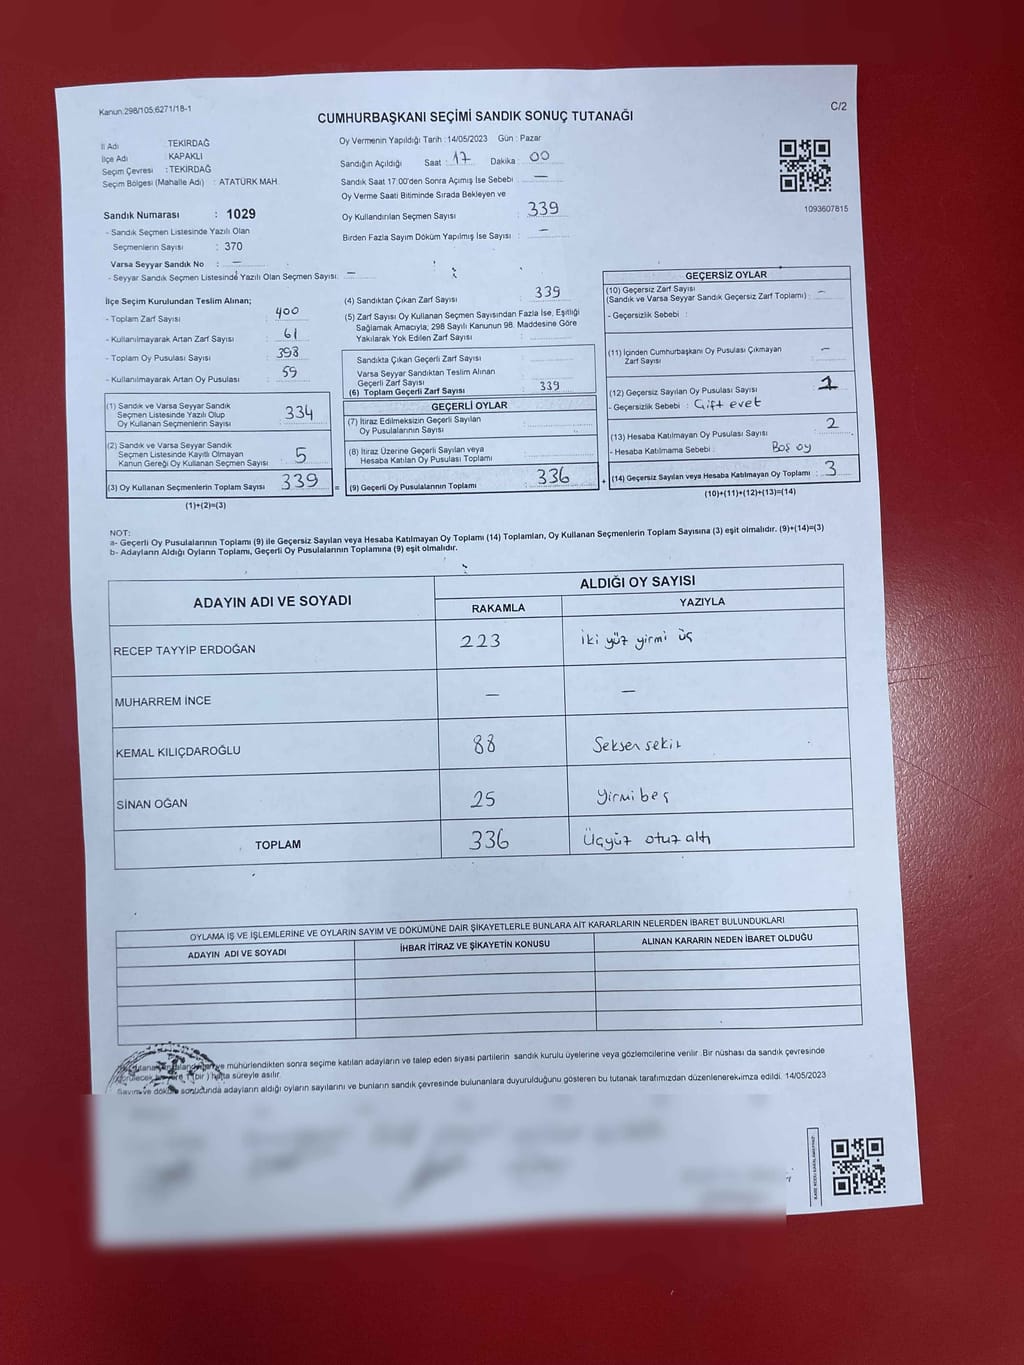 Kanun:298/105,6271/18-1
C/2
CUMHURBAŞKANI SEÇİMİ SANDIK SONUÇ TUTANAĞI
İl Adı : TEKİRDAĞ
İlçe Adı : KAPAKLI
Seçim Çevresi : TEKİRDAĞ
Seçim Bölgesi (Mahalle Adı) : ATATÜRK MAH.
Oy Vermenin Yapıldığı Tarih : 14/05/2023 Gün : Pazar
Sandığın Açıldığı Saat : 17 Dakika : 00
Sandık Saat 17:00'den Sonra Açımış İse Sebebi : —
Oy Verme Saati Bitiminde Sırada Bekleyen ve
Oy Kullandırılan Seçmen Sayısı : 339
Birden Fazla Sayım Döküm Yapılmış İse Sayısı : —
1093607815
Sandık Numarası : 1029
- Sandık Seçmen Listesinde Yazılı Olan
Seçmenlerin Sayısı : 370
Varsa Seyyar Sandık No : —
- Seyyar Sandık Seçmen Listesinde Yazılı Olan Seçmen Sayısı: —
İlçe Seçim Kurulundan Teslim Alınan;
- Toplam Zarf Sayısı : 400
- Kullanılmayarak Artan Zarf Sayısı : 61
- Toplam Oy Pusulası Sayısı : 398
- Kullanılmayarak Artan Oy Pusulası : 59
(1) Sandık ve Varsa Seyyar Sandık
Seçmen Listesinde Yazılı Olup
Oy Kullanan Seçmenlerin Sayısı : 334
(2) Sandık ve Varsa Seyyar Sandık
Seçmen Listesinde Kayıtlı Olmayan
Kanun Gereği Oy Kullanan Seçmen Sayısı : 5
(3) Oy Kullanan Seçmenlerin Toplam Sayısı : 339
(1)+(2)=(3)
(4) Sandıktan Çıkan Zarf Sayısı : 339
(5) Zarf Sayısı Oy Kullanan Seçmen Sayısından Fazla İse, Eşitliği
Sağlamak Amacıyla; 298 Sayılı Kanunun 98. Maddesine Göre
Yakılarak Yok Edilen Zarf Sayısı :
Sandıkta Çıkan Geçerli Zarf Sayısı :
Varsa Seyyar Sandıktan Teslim Alınan
Geçerli Zarf Sayısı :
(6) Toplam Geçerli Zarf Sayısı : 339
GEÇERLİ OYLAR
(7) İtiraz Edilmeksizin Geçerli Sayılan
Oy Pusulalarının Sayısı :
(8) İtiraz Üzerine Geçerli Sayılan veya
Hesaba Katılan Oy Pusulası Toplamı :
= (9) Geçerli Oy Pusulalarının Toplamı : 336 +
GEÇERSİZ OYLAR
(10) Geçersiz Zarf Sayısı : —
(Sandık ve Varsa Seyyar Sandık Geçersiz Zarf Toplamı)
- Geçersizlik Sebebi :
(11) İçinden Cumhurbaşkanı Oy Pusulası Çıkmayan
Zarf Sayısı : —
(12) Geçersiz Sayılan Oy Pusulası Sayısı : 1
- Geçersizlik Sebebi : Çift evet
(13) Hesaba Katılmayan Oy Pusulası Sayısı : 2
- Hesaba Katılmama Sebebi : Boş oy
(14) Geçersiz Sayılan veya Hesaba Katılmayan Oy Toplamı : 3
(10)+(11)+(12)+(13)=(14)
NOT:
a- Geçerli Oy Pusulalarının Toplamı (9) ile Geçersiz Sayılan veya Hesaba Katılmayan Oy Toplamı (14) Toplamları, Oy Kullanan Seçmenlerin Toplam Sayısına (3) eşit olmalıdır. (9)+(14)=(3)
b- Adayların Aldığı Oyların Toplamı, Geçerli Oy Pusulalarının Toplamına (9) eşit olmalıdır.
ADAYIN ADI VE SOYADI ALDIĞI OY SAYISI
RAKAMLA YAZIYLA
RECEP TAYYİP ERDOĞAN 223 iki yüz yirmi üç
MUHARREM İNCE — —
KEMAL KILIÇDAROĞLU 88 Seksen sekiz
SİNAN OĞAN 25 yirmi beş
TOPLAM 336 Üçyüz otuz altı
OYLAMA İŞ VE İŞLEMLERİNE VE OYLARIN SAYIM VE DÖKÜMÜNE DAİR ŞİKAYETLERLE BUNLARA AİT KARARLARIN NELERDEN İBARET BULUNDUKLARI
ADAYIN ADI VE SOYADI İHBAR İTİRAZ VE ŞİKAYETİN KONUSU ALINAN KARARIN NEDEN İBARET OLDUĞU
mühürlendikten sonra seçime katılan adayların ve talep eden siyasi partilerin sandık kurulu üyelerine veya gözlemcilerine verilir. Bir nüshası da sandık çevresinde
1 (bir) hafta süreyle asılır.
Sayım ve döküm sonucunda adayların aldığı oyların sayılarını ve bunların sandık çevresinde bulunanlara duyurulduğunu gösteren bu tutanak tarafımızdan düzenlenerek imza edildi. 14/05/2023